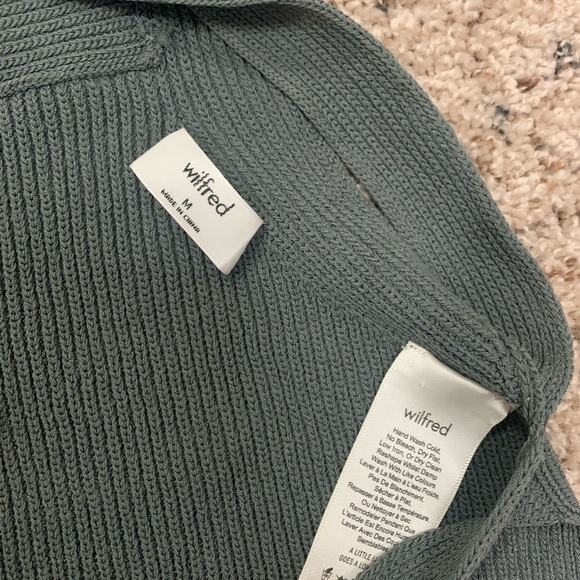 wilfred
M
MADE IN CHINA
wilfred
Hand Wash Cold,
No Bleach, Dry Flat,
Low Iron, Or Dry Clean
Reshape Whilst Damp
Wash With Like Colours
Laver À La Main À L'eau Froide,
Pas De Blanchiment,
Sécher À Plat,
Repasser À Basse Température,
Ou Nettoyer À Sec
Remodeler Pendant Que
L'article Est Encore
Laver Avec Des
A LITTLE
GOES A